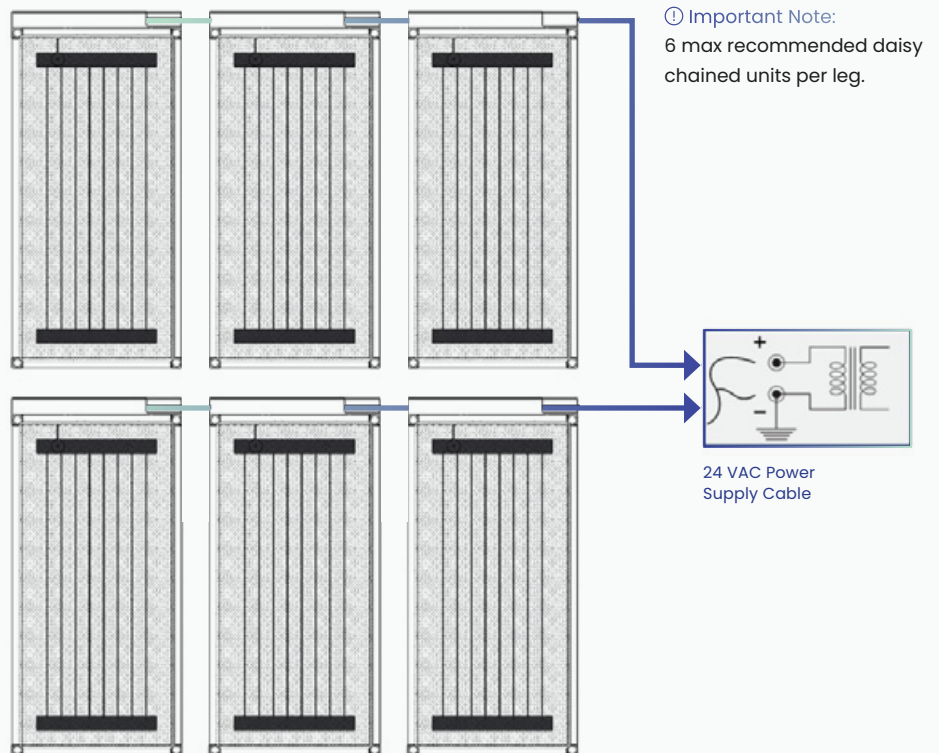 ! Important Note:
6 max recommended daisy
chained units per leg.
+
−
24 VAC Power
Supply Cable